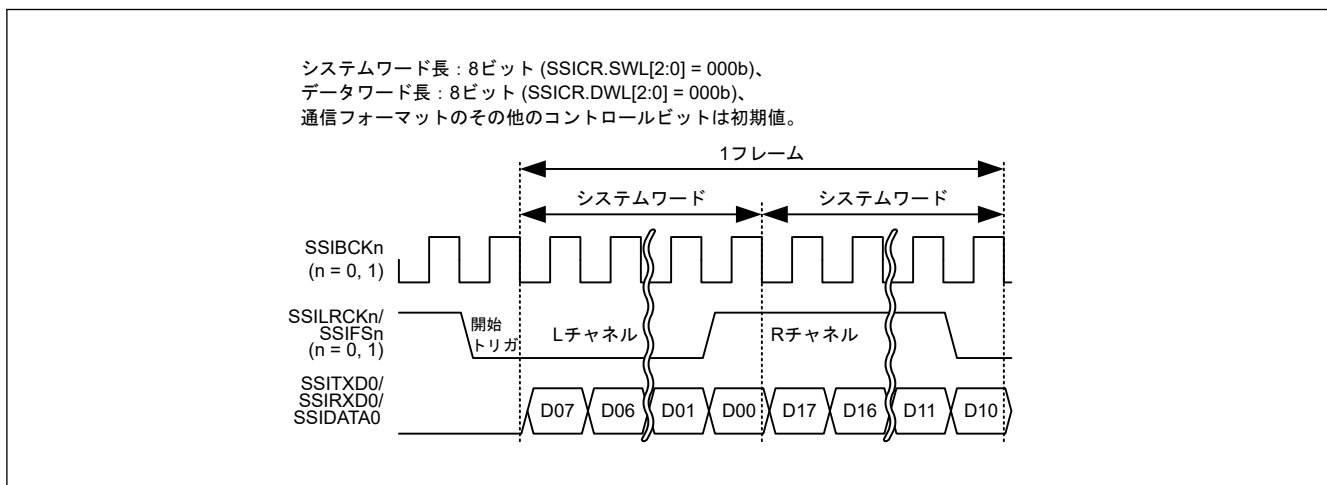 システムワード長：8ビット (SSICR.SWL[2:0] = 000b)、
データワード長：8ビット (SSICR.DWL[2:0] = 000b)、
通信フォーマットのその他のコントロールビットは初期値。
1フレーム
システムワード
システムワード
SSIBCKn
(n = 0, 1)
SSILRCKn/
SSIFSn
(n = 0, 1)
開始
トリガ
Lチャネル
Rチャネル
SSITXD0/
SSIRXD0/
SSIDATA0
D07 D06 D01 D00 D17 D16 D11 D10